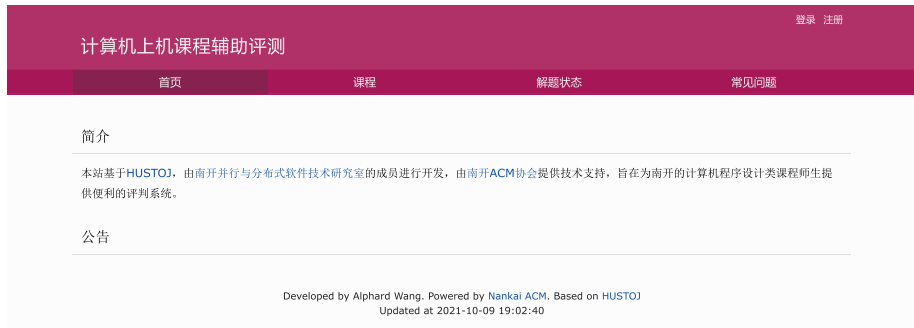 登录 注册
计算机上机课程辅助评测
首页 课程 解题状态 常见问题
简介
本站基于HUSTOJ，由南开并行与分布式软件技术研究室的成员进行开发，由南开ACM协会提供技术支持，旨在为南开的计算机程序设计类课程师生提
供便利的评判系统。
公告
Developed by Alphard Wang. Powered by Nankai ACM. Based on HUSTOJ
Updated at 2021-10-09 19:02:40